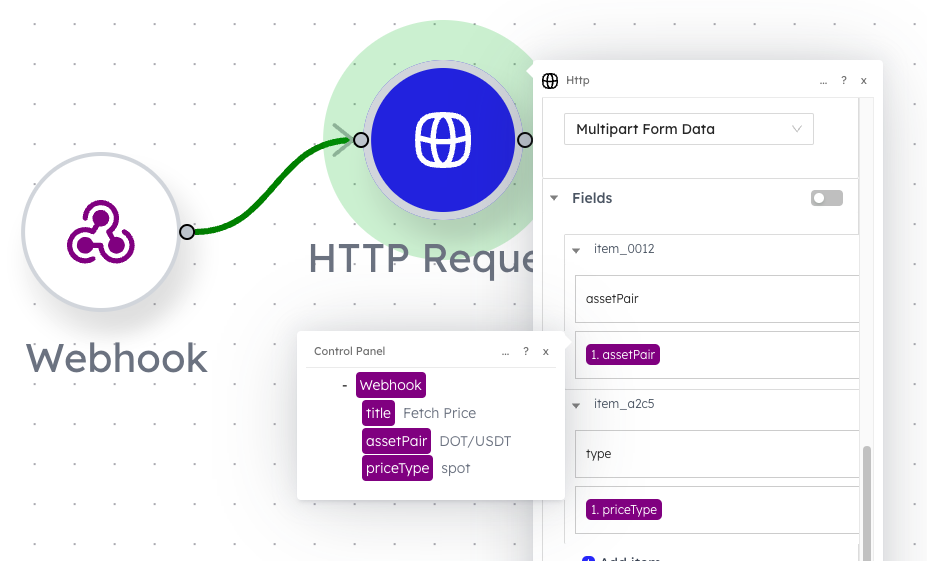 Http
... ? x
Multipart Form Data
Fields
item_0012
assetPair
1. assetPair
item_a2c5
type
1. priceType
Add item
HTTP Reque
Webhook
Control Panel
... ? x
- Webhook
title Fetch Price
assetPair DOT/USDT
priceType spot